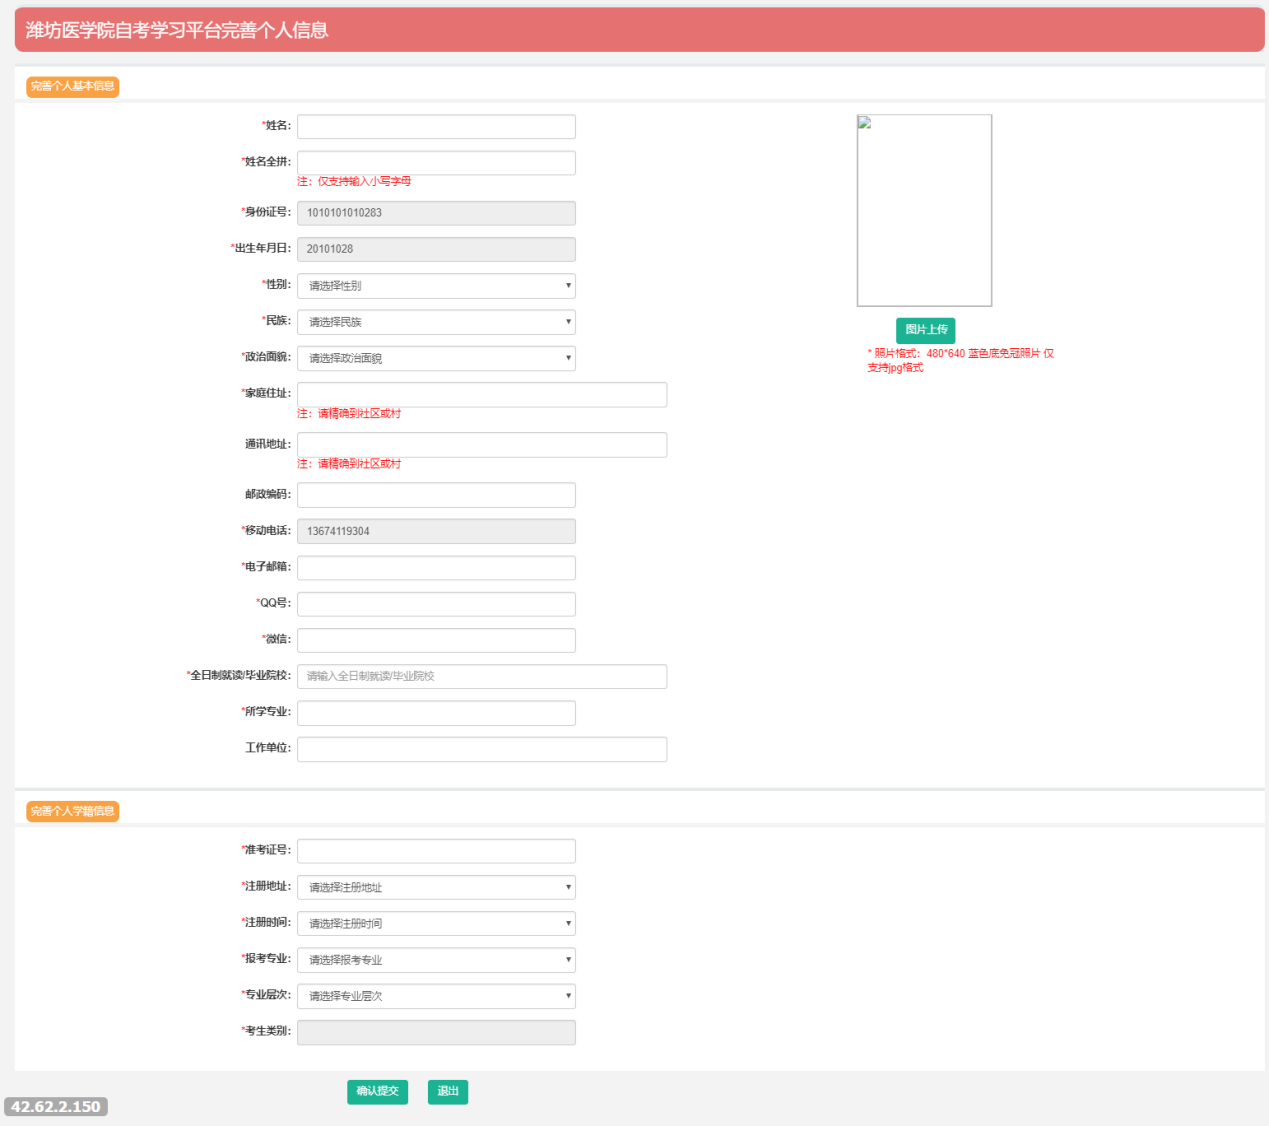 潍坊医学院自考学习平台完善个人信息
完善个人基本信息
*姓名：
*姓名全拼：
注：仅支持输入小写字母
*身份证号： 1010101010283
*出生年月日： 20101028
*性别： 请选择性别
*民族： 请选择民族
*政治面貌： 请选择政治面貌
*家庭住址：
注：请精确到社区或村
通讯地址：
注：请精确到社区或村
邮政编码：
*移动电话： 13674119304
*电子邮箱：
*QQ号：
*微信：
*全日制就读/毕业院校： 请输入全日制就读/毕业院校
*所学专业：
工作单位：
图片上传
* 照片格式：480*640 蓝色底免冠照片 仅
支持jpg格式
完善个人学籍信息
*准考证号：
*注册地址： 请选择注册地址
*注册时间： 请选择注册时间
*报考专业： 请选择报考专业
*专业层次： 请选择专业层次
*考生类别：
确认提交 退出
42.62.2.150